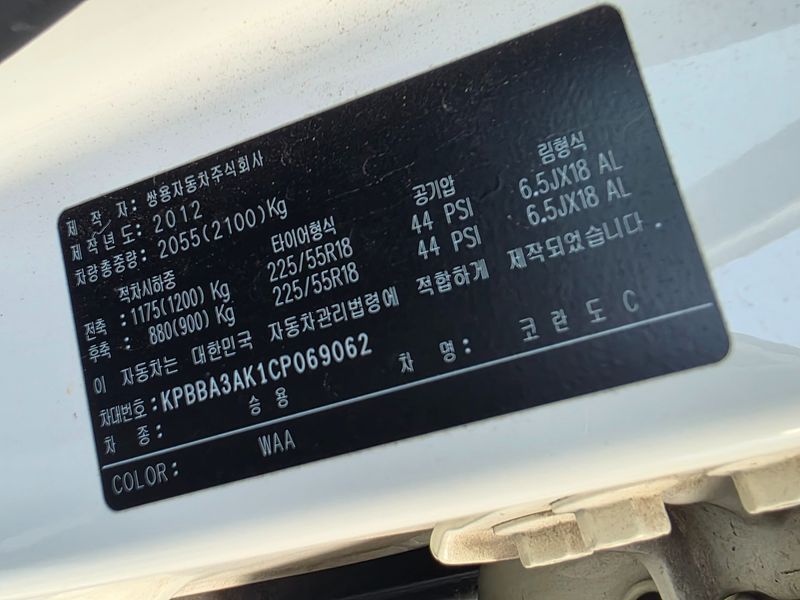 제 작 자: 쌍용자동차주식회사
제작년도: 2012
차량총중량: 2055(2100)Kg
적차시하중 타이어형식 공기압 림형식
전축 : 1175(1200) Kg 225/55R18 44 PSI 6.5JX18 AL
후축 : 880(900) Kg 225/55R18 44 PSI 6.5JX18 AL
이 자동차는 대한민국 자동차관리법령에 적합하게 제작되었습니다.
차대번호:KPBBA3AK1CP069062
차 종: 승 용 차 명: 코 란 도 C
COLOR: WAA